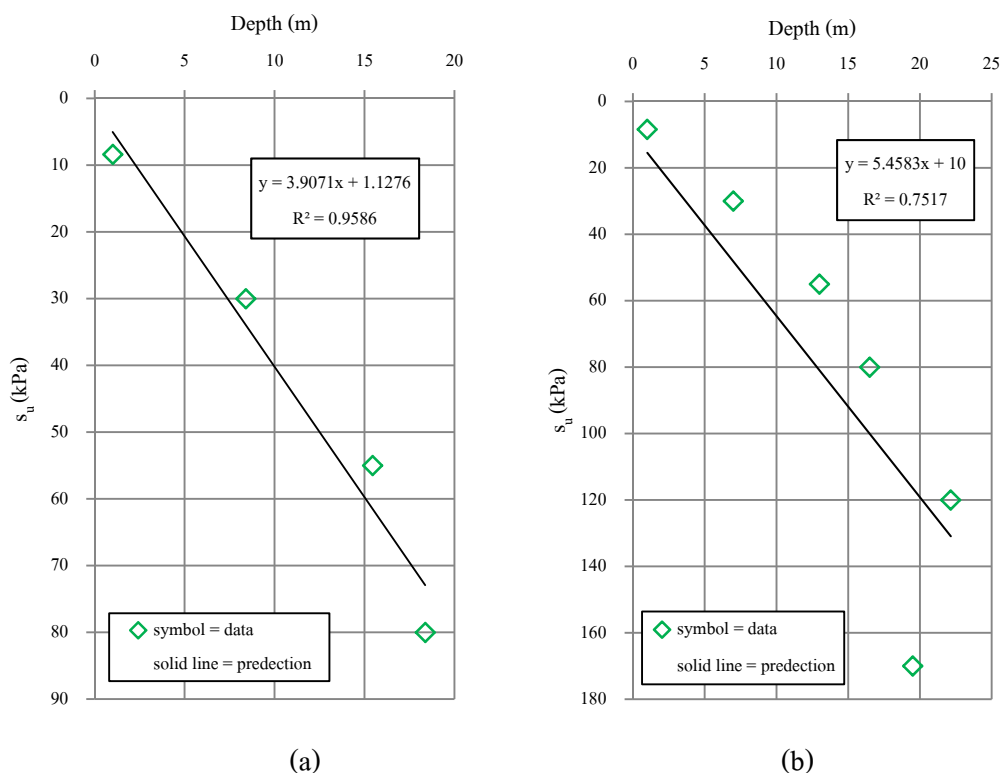 Depth (m)
0 5 10 15 20
0
10
20
30
40
50
60
70
80
90
s_u (kPa)
y = 3.9071x + 1.1276
R² = 0.9586
symbol = data
solid line = predection
(a)
Depth (m)
0 5 10 15 20 25
0
20
40
60
80
100
120
140
160
180
s_u (kPa)
y = 5.4583x + 10
R² = 0.7517
symbol = data
solid line = predection
(b)